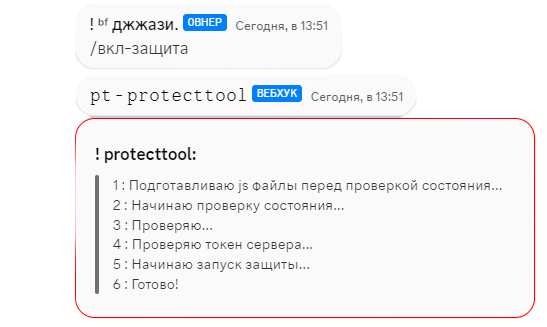 ! ᵇᶠ джжази. ОВНЕР Сегодня, в 13:51
/вкл-защита
pt-protecttool ВЕБХУК Сегодня, в 13:51
! protecttool:
1 : Подготавливаю js файлы перед проверкой состояния...
2 : Начинаю проверку состояния...
3 : Проверяю...
4 : Проверяю токен сервера...
5 : Начинаю запуск защиты...
6 : Готово!